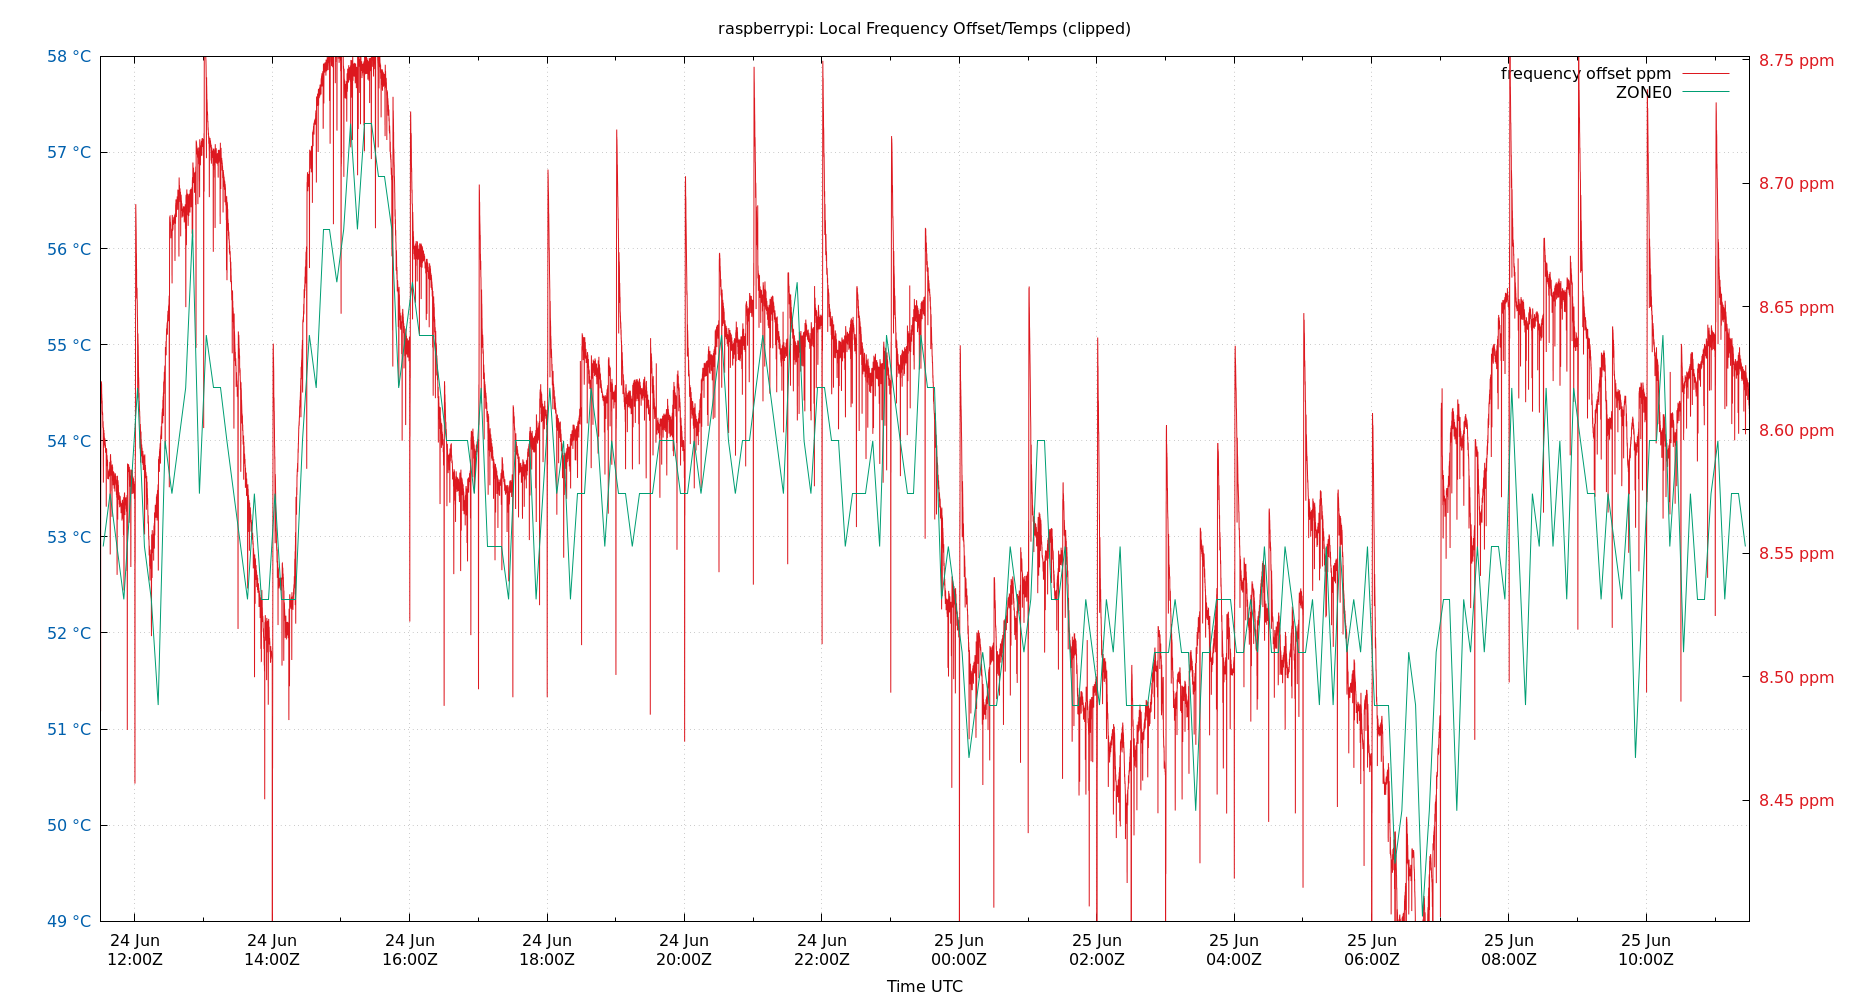 raspberrypi: Local Frequency Offset/Temps (clipped)
58 °C
57 °C
56 °C
55 °C
54 °C
53 °C
52 °C
51 °C
50 °C
49 °C
8.75 ppm
8.70 ppm
8.65 ppm
8.60 ppm
8.55 ppm
8.50 ppm
8.45 ppm
frequency offset ppm
ZONE0
24 Jun
12:00Z
24 Jun
14:00Z
24 Jun
16:00Z
24 Jun
18:00Z
24 Jun
20:00Z
24 Jun
22:00Z
25 Jun
00:00Z
25 Jun
02:00Z
25 Jun
04:00Z
25 Jun
06:00Z
25 Jun
08:00Z
25 Jun
10:00Z
Time UTC